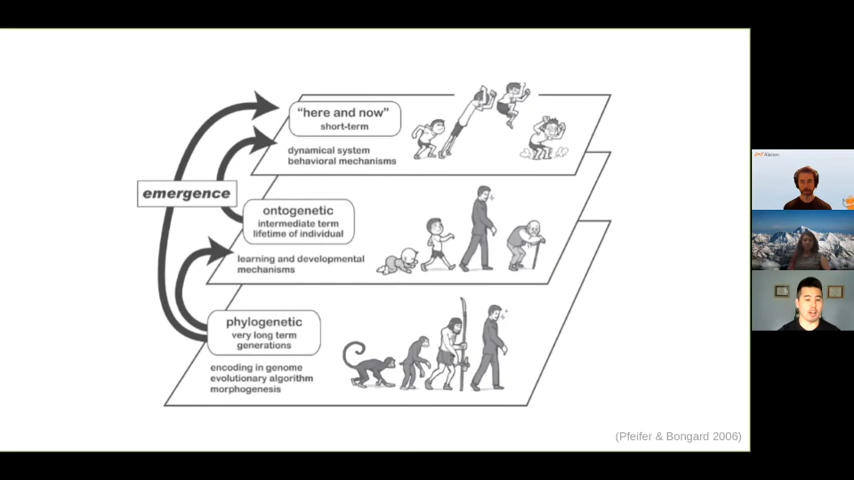 "here and now"
short-term
dynamical system
behavioral mechanisms
emergence
ontogenetic
intermediate term
lifetime of individual
learning and developmental
mechanisms
phylogenetic
very long term
generations
encoding in genome
evolutionary algorithm
morphogenesis
(Pfeifer & Bongard 2006)